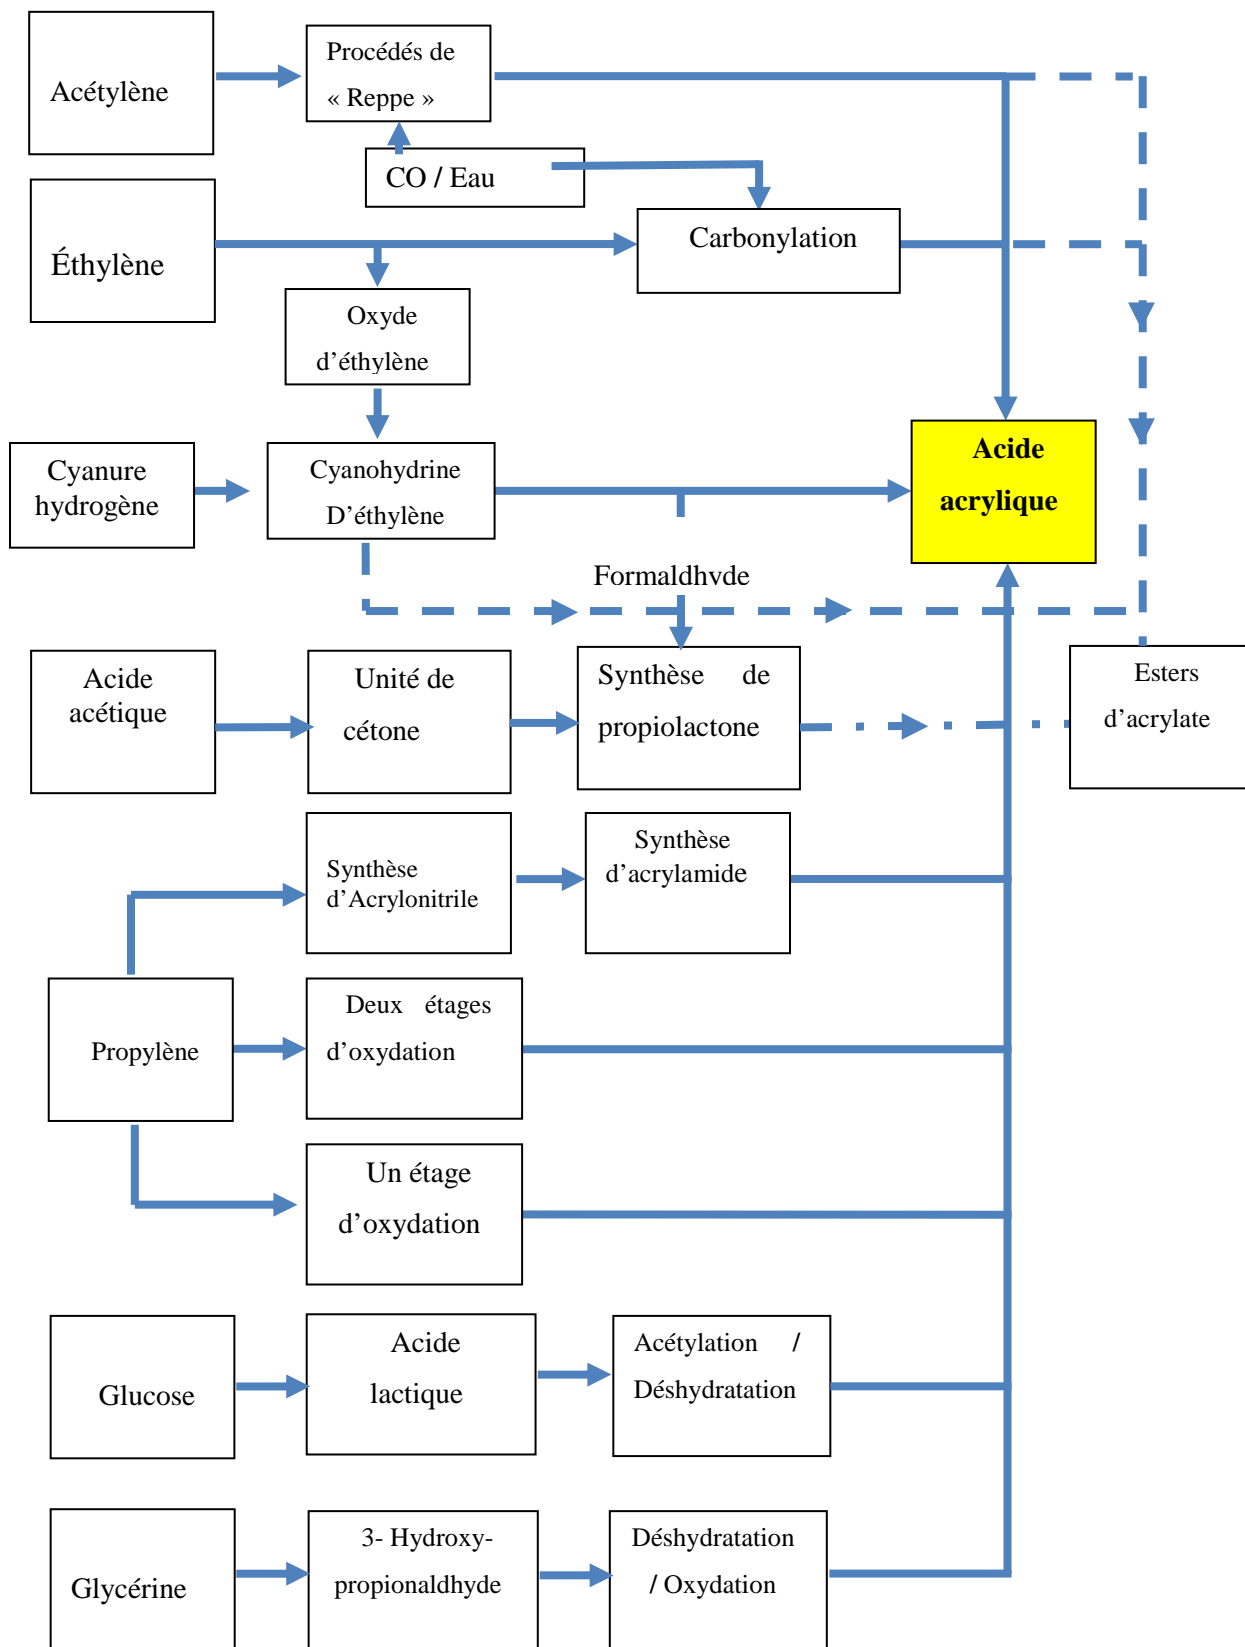 Acétylène
Procédés de
« Reppe »
CO / Eau
Éthylène
Carbonylation
Oxyde
d’éthylène
Cyanure
hydrogène
Cyanohydrine
D’éthylène
Acide
acrylique
Formaldhvde
Acide
acétique
Unité de
cétone
Synthèse de
propiolactone
Esters
d’acrylate
Synthèse
d’Acrylonitrile
Synthèse
d’acrylamide
Propylène
Deux étages
d’oxydation
Un étage
d’oxydation
Glucose
Acide
lactique
Acétylation /
Déshydratation
Glycérine
3- Hydroxy-
propionaldhyde
Déshydratation
/ Oxydation